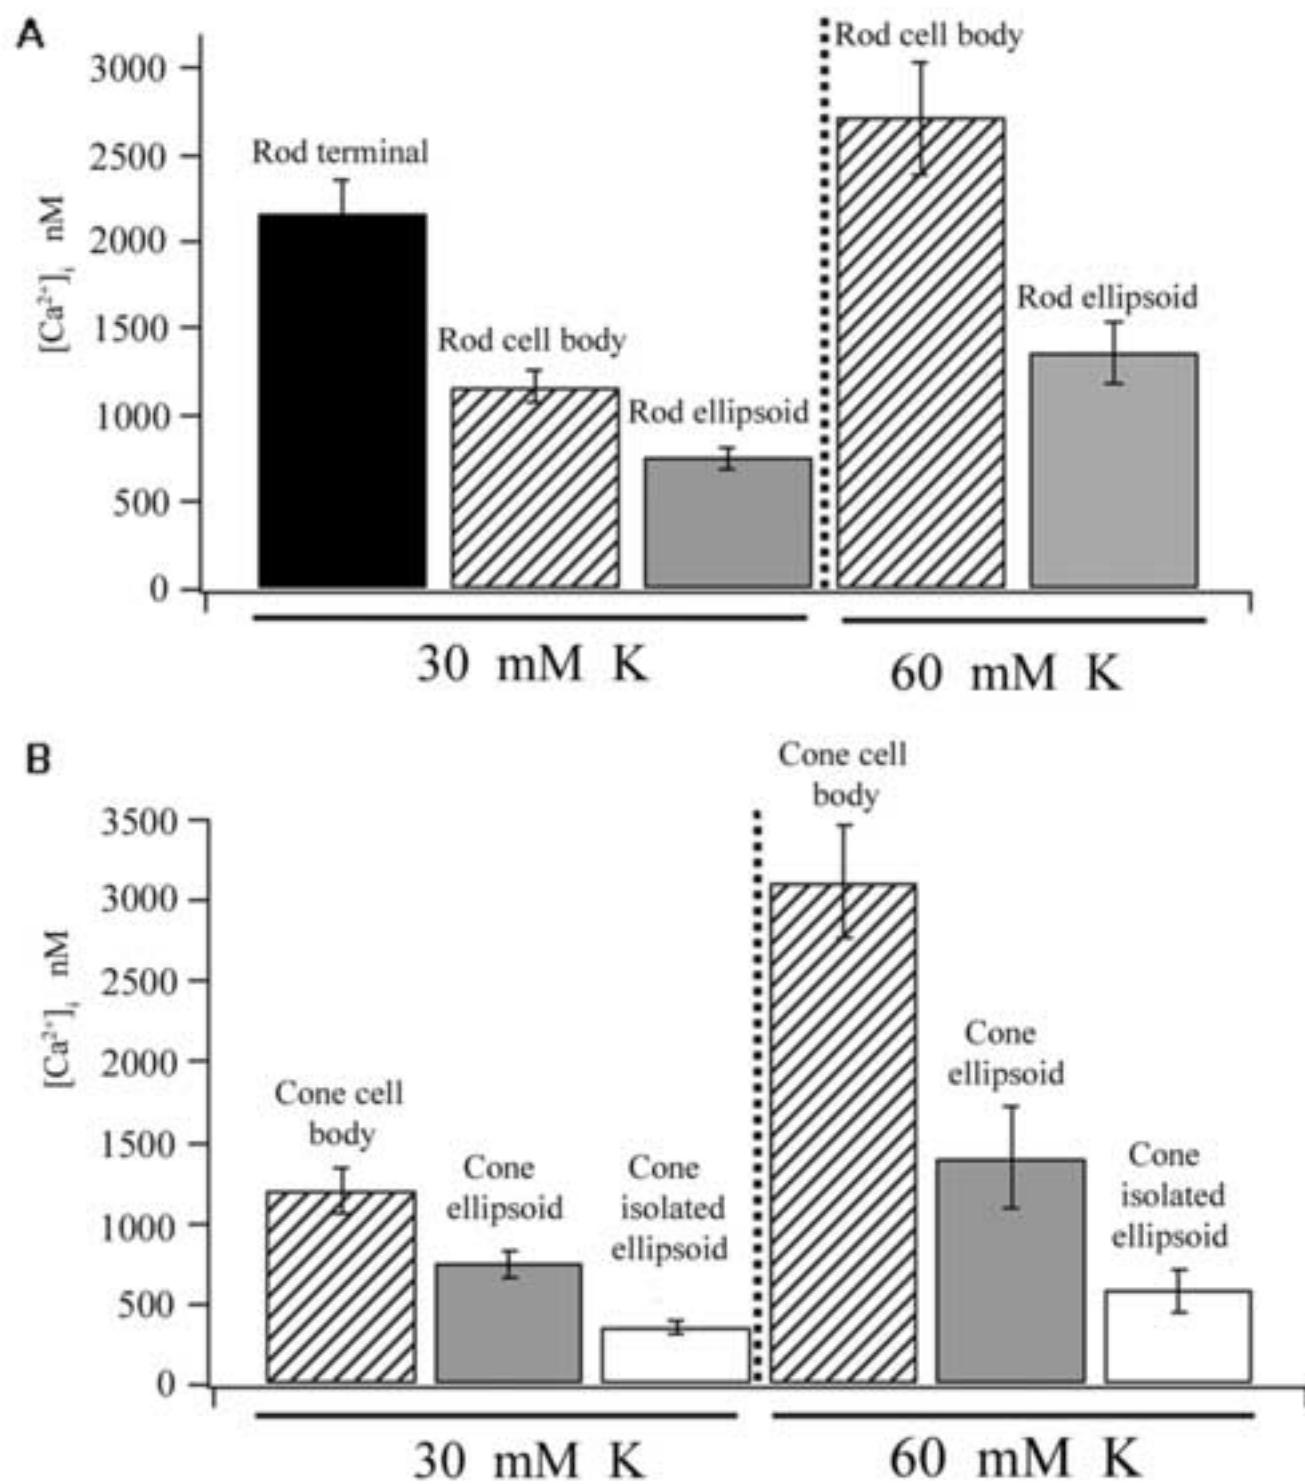 A
Rod cell body
3000
Rod terminal
2500
2000
[Ca²⁺]ᵢ nM
Rod ellipsoid
1500
Rod cell body
Rod ellipsoid
1000
500
0
30 mM K
60 mM K
B
Cone cell
body
3500
3000
2500
[Ca²⁺]ᵢ nM
2000
Cone
ellipsoid
Cone cell
body
1500
Cone
ellipsoid
Cone
isolated
ellipsoid
Cone
isolated
ellipsoid
1000
500
0
30 mM K
60 mM K